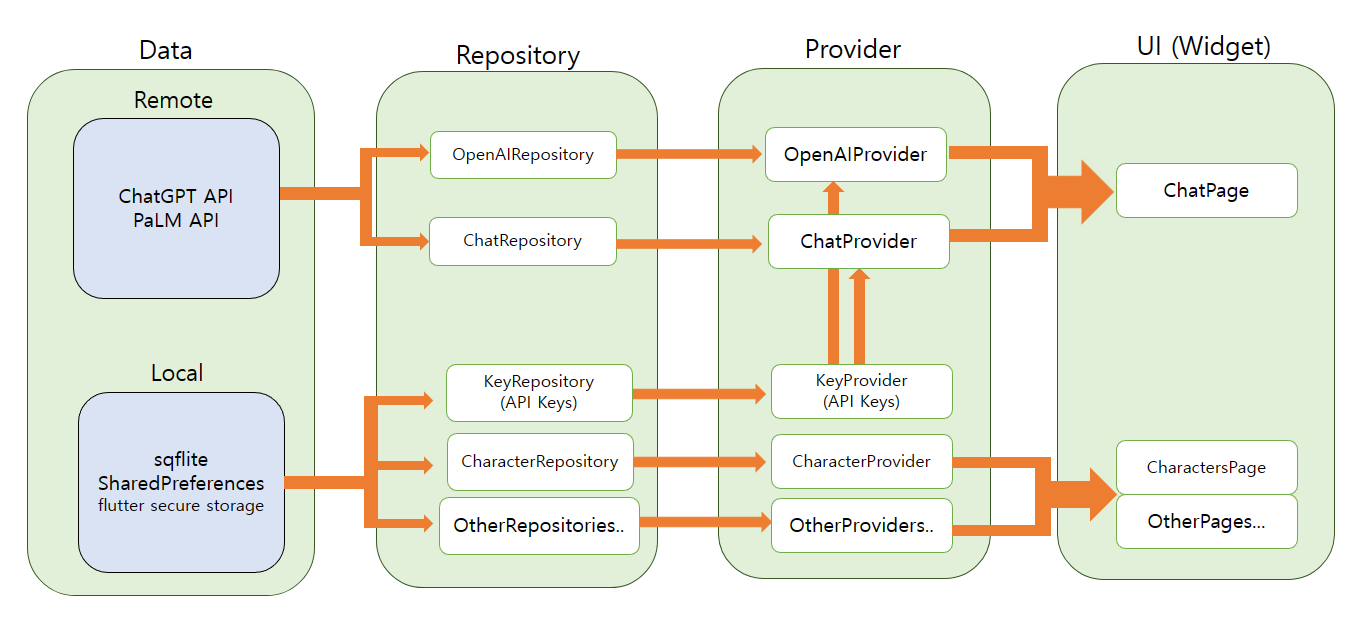 Data
Repository
Provider
UI (Widget)
Remote
ChatGPT API
PaLM API
Local
sqflite
SharedPreferences
flutter secure storage
OpenAIRepository
ChatRepository
KeyRepository
(API Keys)
CharacterRepository
OtherRepositories..
OpenAIProvider
ChatProvider
KeyProvider
(API Keys)
CharacterProvider
OtherProviders..
ChatPage
CharactersPage
OtherPages...